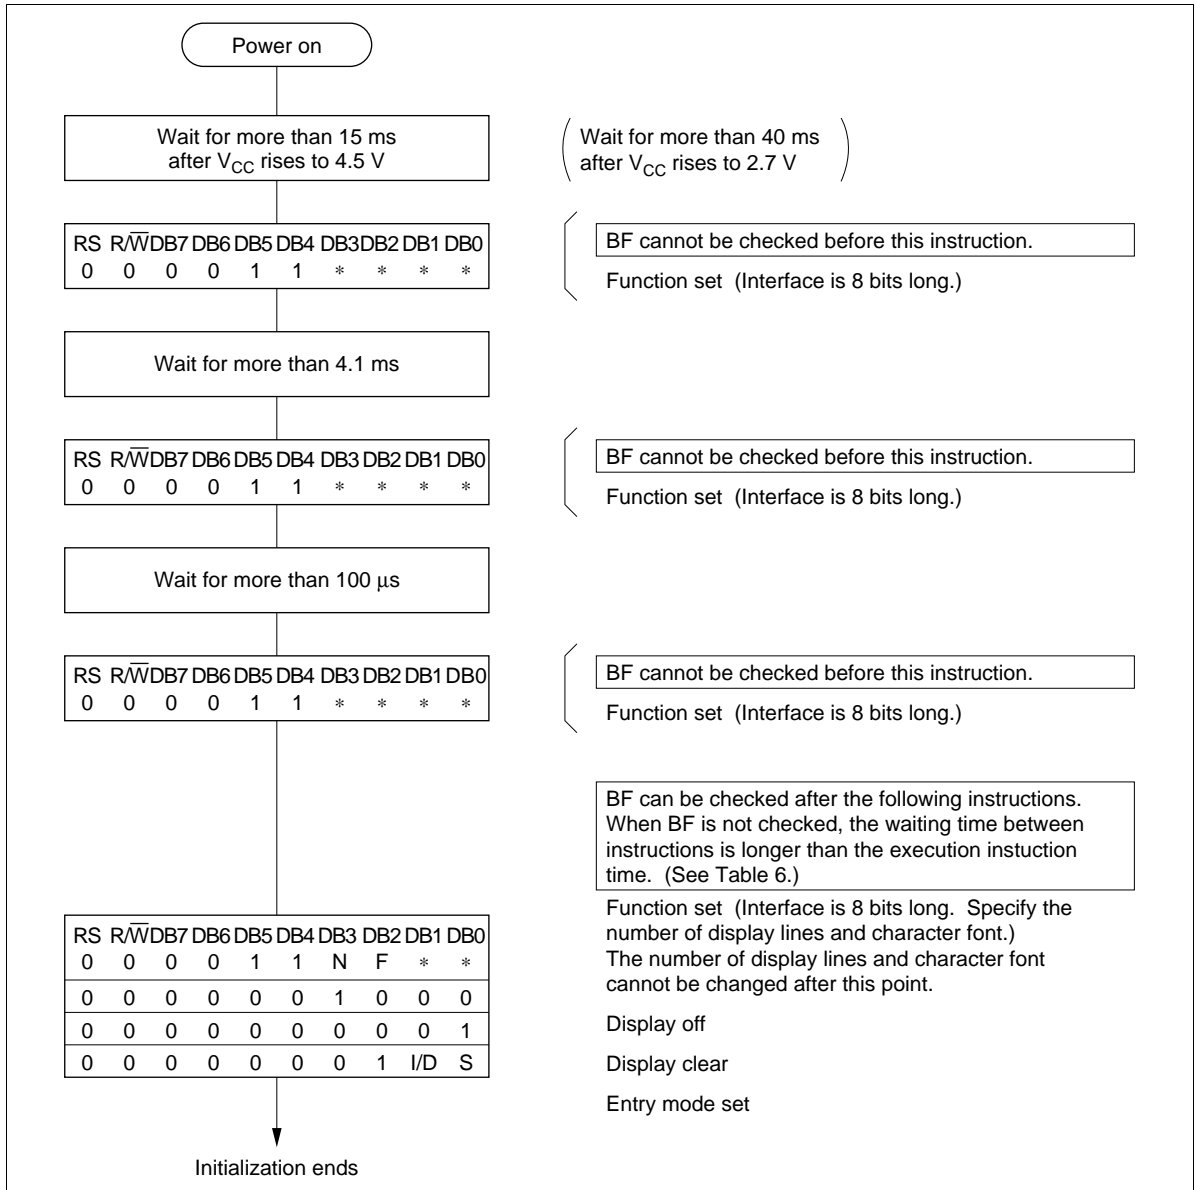 Power on
Wait for more than 15 ms
after VCC rises to 4.5 V
Wait for more than 40 ms
after VCC rises to 2.7 V
RS R/W̅ DB7 DB6 DB5 DB4 DB3 DB2 DB1 DB0
0 0 0 0 1 1 * * * *
BF cannot be checked before this instruction.
Function set (Interface is 8 bits long.)
Wait for more than 4.1 ms
RS R/W̅ DB7 DB6 DB5 DB4 DB3 DB2 DB1 DB0
0 0 0 0 1 1 * * * *
BF cannot be checked before this instruction.
Function set (Interface is 8 bits long.)
Wait for more than 100 μs
RS R/W̅ DB7 DB6 DB5 DB4 DB3 DB2 DB1 DB0
0 0 0 0 1 1 * * * *
BF cannot be checked before this instruction.
Function set (Interface is 8 bits long.)
BF can be checked after the following instructions.
When BF is not checked, the waiting time between
instructions is longer than the execution instuction
time. (See Table 6.)
RS R/W̅ DB7 DB6 DB5 DB4 DB3 DB2 DB1 DB0
0 0 0 0 1 1 N F * *
0 0 0 0 0 0 1 0 0 0
0 0 0 0 0 0 0 0 0 1
0 0 0 0 0 0 0 1 I/D S
Function set (Interface is 8 bits long. Specify the
number of display lines and character font.)
The number of display lines and character font
cannot be changed after this point.
Display off
Display clear
Entry mode set
Initialization ends